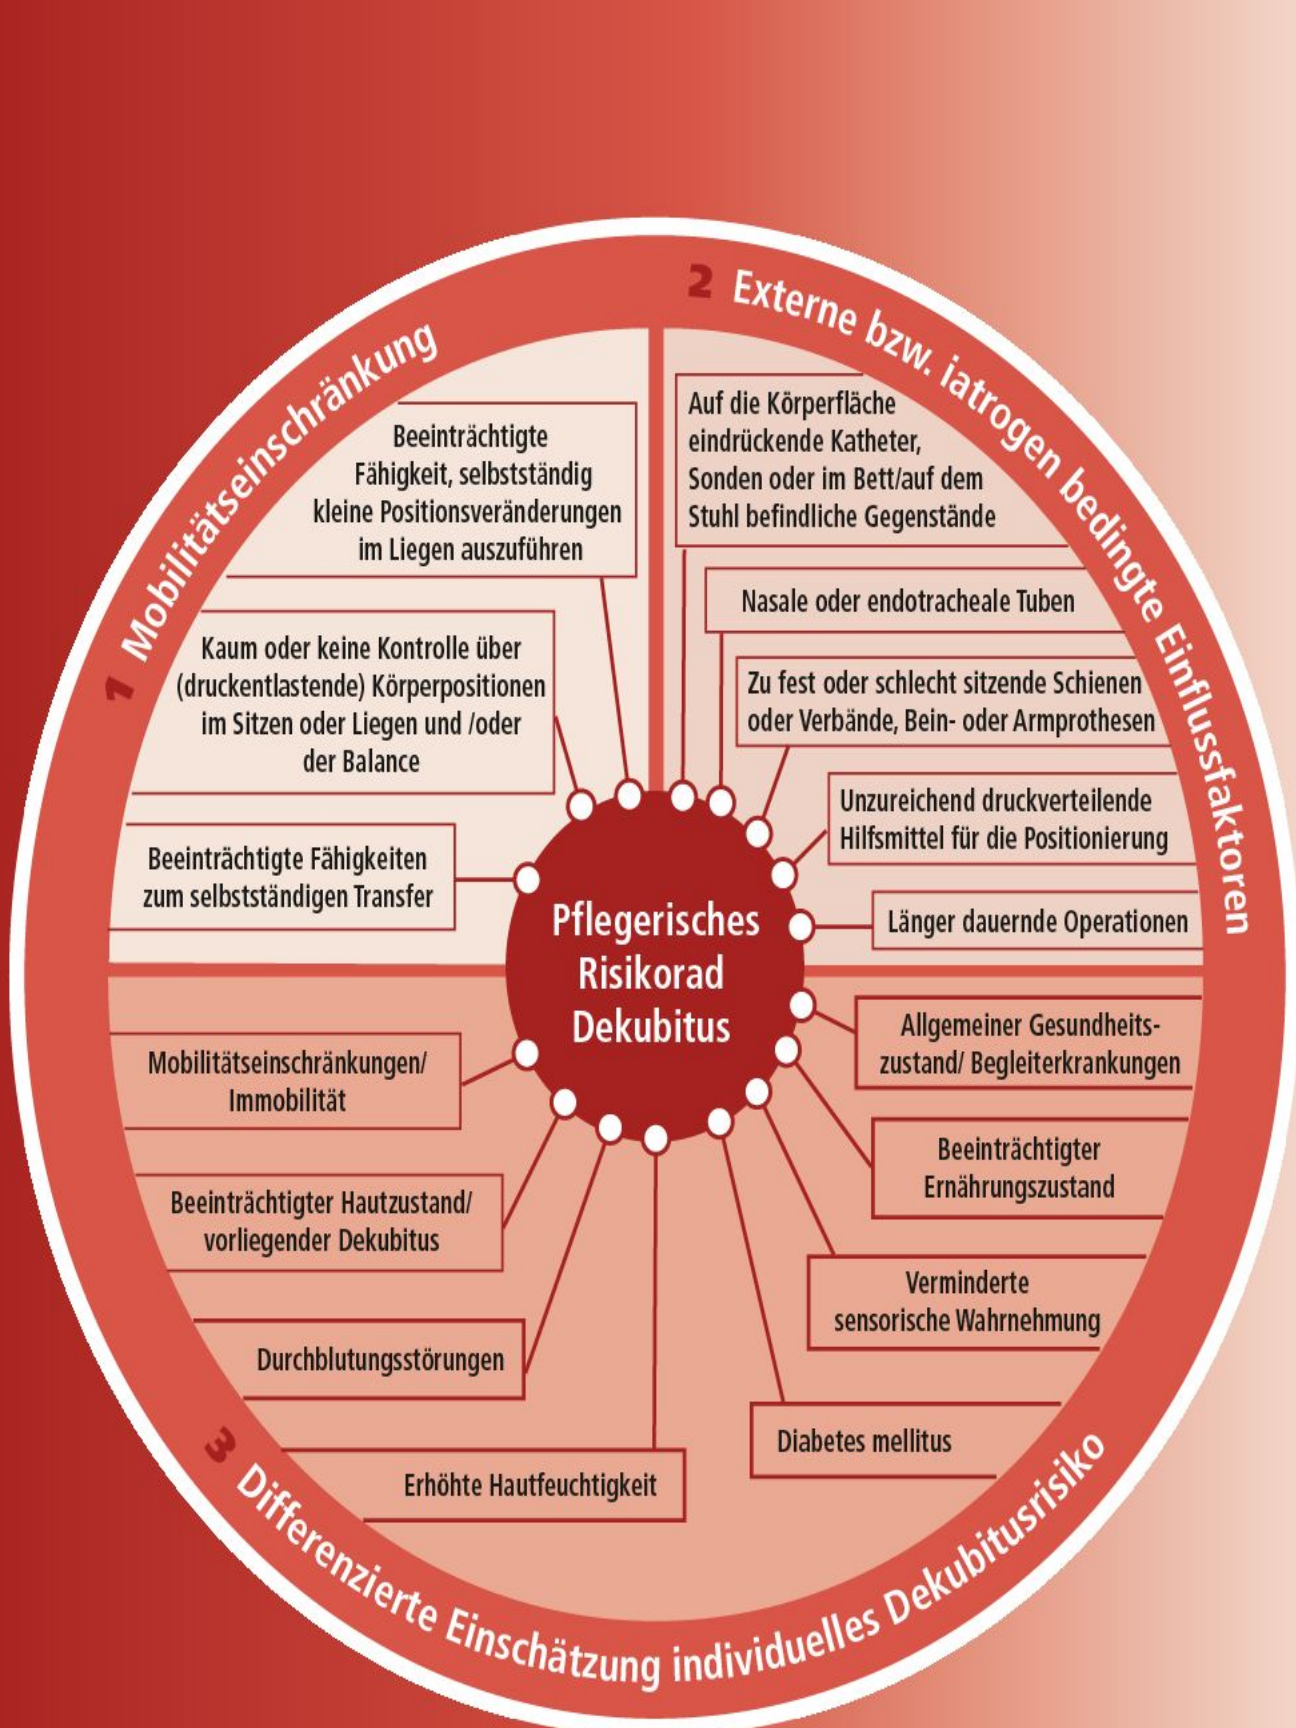 1 Mobilitätseinschränkung
Beeinträchtigte
Fähigkeit, selbstständig
kleine Positionsveränderungen
im Liegen auszuführen
Kaum oder keine Kontrolle über
(druckentlastende) Körperpositionen
im Sitzen oder Liegen und /oder
der Balance
Beeinträchtigte Fähigkeiten
zum selbstständigen Transfer
2 Externe bzw. iatrogen bedingte Einflussfaktoren
Auf die Körperfläche
eindrückende Katheter,
Sonden oder im Bett/auf dem
Stuhl befindliche Gegenstände
Nasale oder endotracheale Tuben
Zu fest oder schlecht sitzende Schienen
oder Verbände, Bein- oder Armprothesen
Unzureichend druckverteilende
Hilfsmittel für die Positionierung
Länger dauernde Operationen
Pflegerisches
Risikorad
Dekubitus
Mobilitätseinschränkungen/
Immobilität
Beeinträchtigter Hautzustand/
vorliegender Dekubitus
Durchblutungsstörungen
Erhöhte Hautfeuchtigkeit
Allgemeiner Gesundheits-
zustand/ Begleiterkrankungen
Beeinträchtigter
Ernährungszustand
Verminderte
sensorische Wahrnehmung
Diabetes mellitus
3 Differenzierte Einschätzung individuelles Dekubitusrisiko